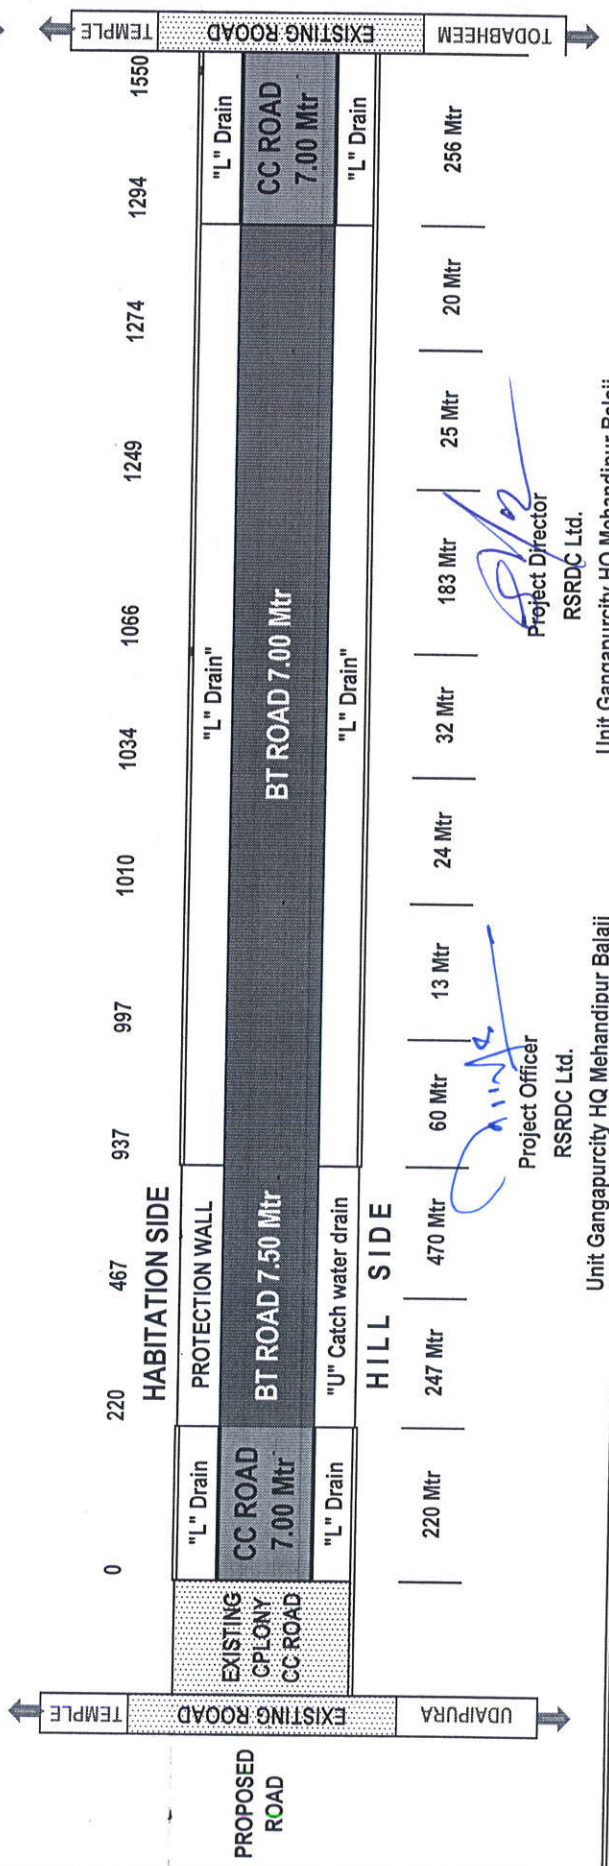 0 220 467 937 997 1010 1034 1066 1249 1274 1294 1550
HABITATION SIDE
TEMPLE
EXISTING ROOAD
UDAIPURA
PROPOSED
ROAD
EXISTING
CPLONY
CC ROAD
"L" Drain
CC ROAD
7.00 Mtr
"L" Drain
PROTECTION WALL
BT ROAD 7.50 Mtr
"U" Catch water drain
HILL SIDE
"L" Drain"
BT ROAD 7.00 Mtr
"L" Drain"
"L" Drain
CC ROAD
7.00 Mtr
"L" Drain
TEMPLE
EXISTING ROOAD
TODABHEEM
220 Mtr 247 Mtr 470 Mtr 60 Mtr 13 Mtr 24 Mtr 32 Mtr 183 Mtr 25 Mtr 20 Mtr 256 Mtr
Project Officer
RSRDC Ltd.
Unit Gangapurcity HQ Mehandipur Balaji
Project Director
RSRDC Ltd.
Unit Gangapurcity HQ Mehandipur Balaji